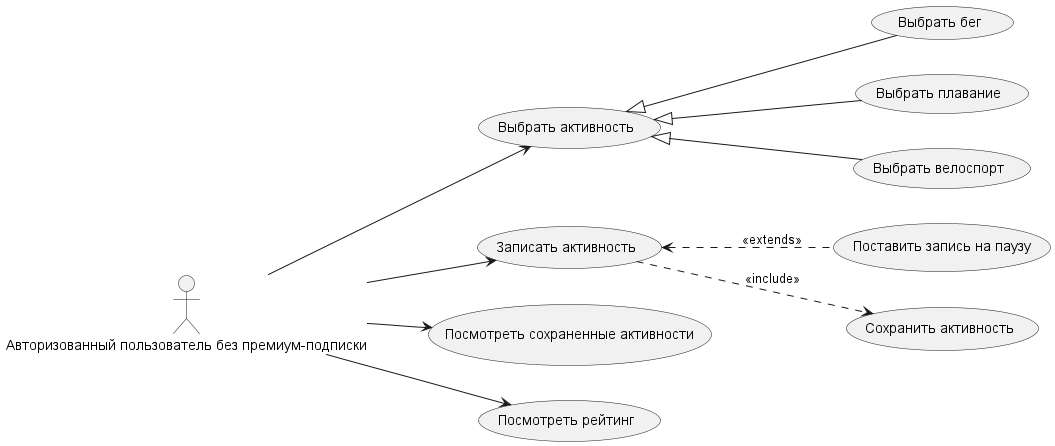 Выбрать бег
Выбрать плавание
Выбрать активность
Выбрать велоспорт
Записать активность
«extends»
Поставить запись на паузу
«include»
Сохранить активность
Посмотреть сохраненные активности
Авторизованный пользователь без премиум-подписки
Посмотреть рейтинг